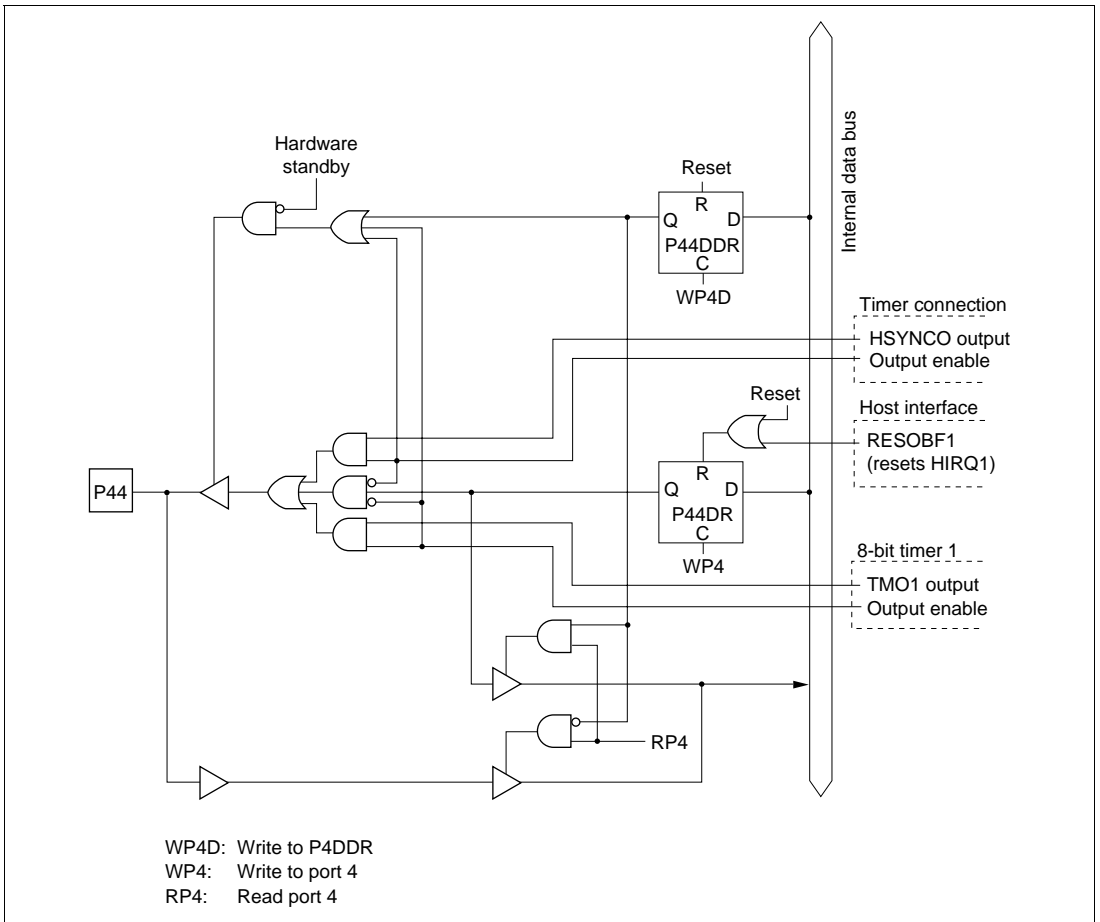 Hardware
standby
Reset
R
Q D
P44DDR
C
WP4D
Internal data bus
Timer connection
HSYNCO output
Output enable
Reset
Host interface
RESOBF1
(resets HIRQ1)
R
Q D
P44DR
C
WP4
P44
8-bit timer 1
TMO1 output
Output enable
RP4
WP4D: Write to P4DDR
WP4: Write to port 4
RP4: Read port 4